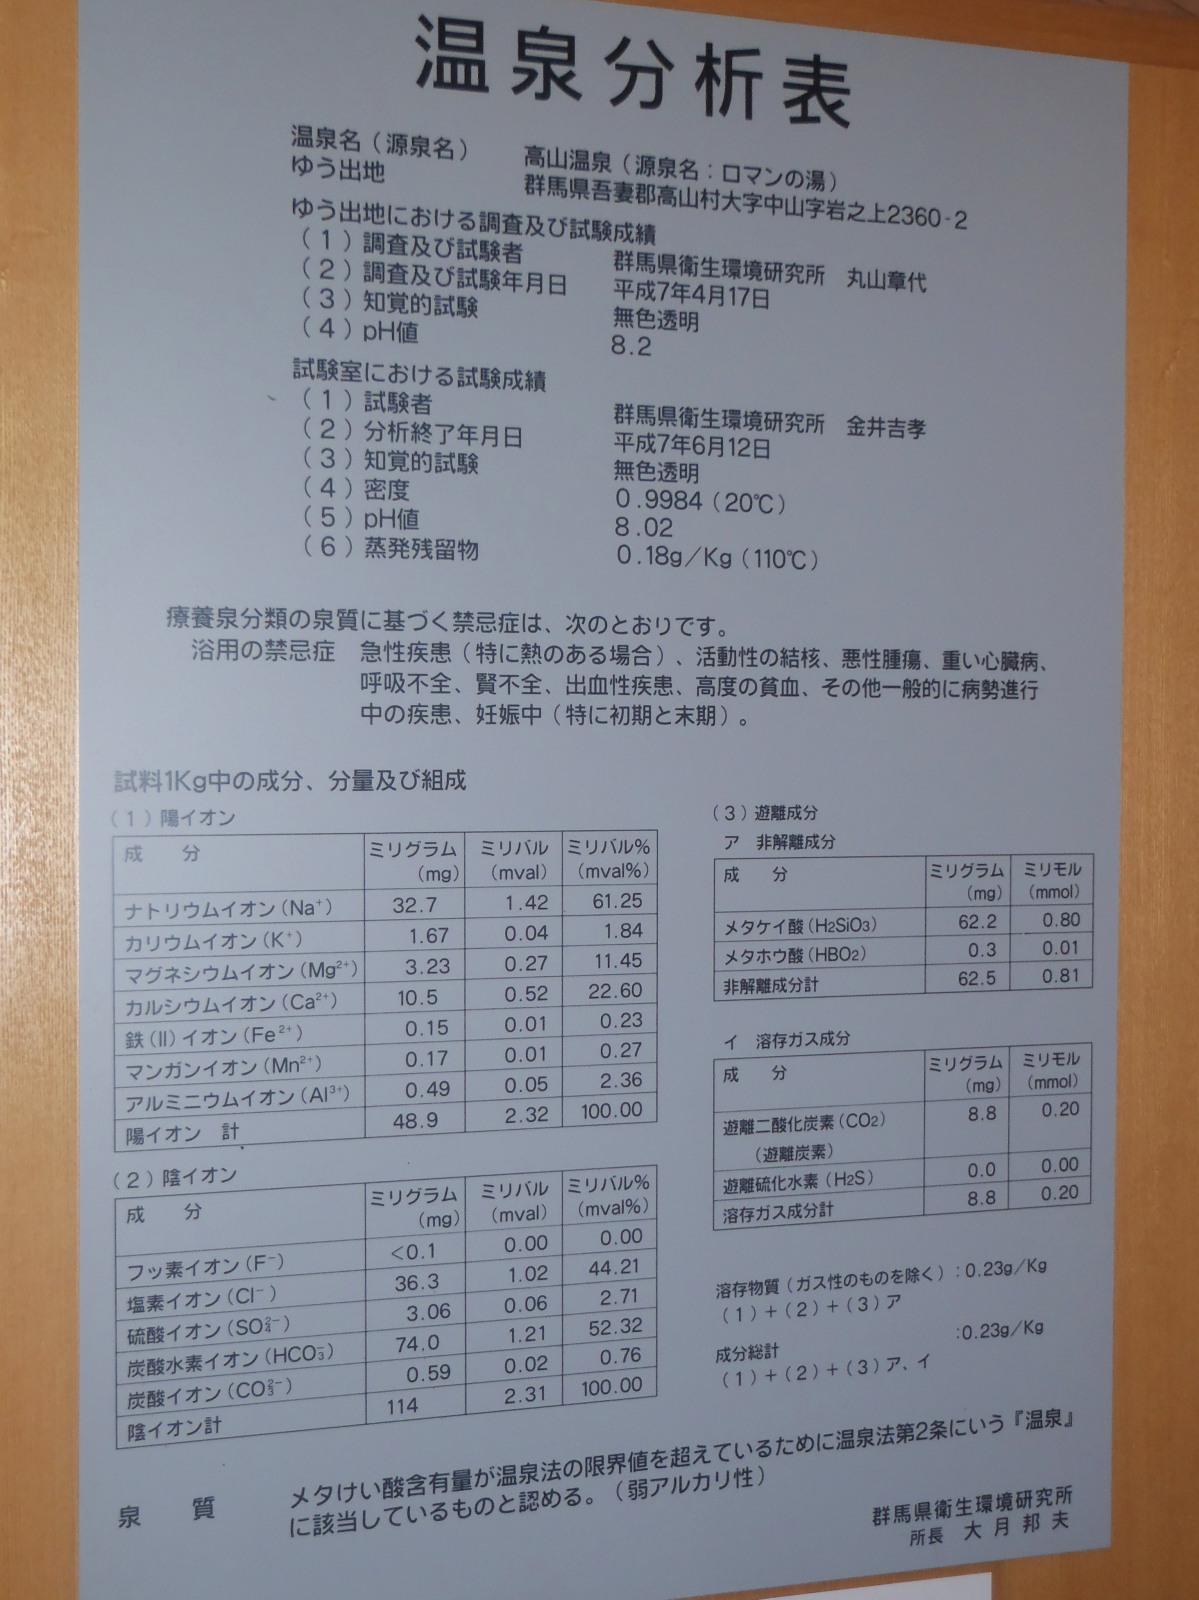 温泉分析表
温泉名（源泉名） 高山温泉（源泉名：ロマンの湯）
ゆう出地 群馬県吾妻郡高山村大字中山字岩之上2360-2
ゆう出地における調査及び試験成績
（1）調査及び試験者 群馬県衛生環境研究所 丸山章代
（2）調査及び試験年月日 平成7年4月17日
（3）知覚的試験 無色透明
（4）pH値 8.2
試験室における試験成績
（1）試験者 群馬県衛生環境研究所 金井吉孝
（2）分析終了年月日 平成7年6月12日
（3）知覚的試験 無色透明
（4）密度 0.9984（20℃）
（5）pH値 8.02
（6）蒸発残留物 0.18g／Kg（110℃）
療養泉分類の泉質に基づく禁忌症は、次のとおりです。
浴用の禁忌症 急性疾患（特に熱のある場合）、活動性の結核、悪性腫瘍、重い心臓病、
呼吸不全、賢不全、出血性疾患、高度の貧血、その他一般的に病勢進行
中の疾患、妊娠中（特に初期と末期）。
試料1Kg中の成分、分量及び組成
（1）陽イオン
成 分 ミリグラム（mg） ミリバル（mval） ミリバル%（mval%）
ナトリウムイオン（Na⁺） 32.7 1.42 61.25
カリウムイオン（K⁺） 1.67 0.04 1.84
マグネシウムイオン（Mg²⁺） 3.23 0.27 11.45
カルシウムイオン（Ca²⁺） 10.5 0.52 22.60
鉄（II）イオン（Fe²⁺） 0.15 0.01 0.23
マンガンイオン（Mn²⁺） 0.17 0.01 0.27
アルミニウムイオン（Al³⁺） 0.49 0.05 2.36
陽イオン 計 48.9 2.32 100.00
（2）陰イオン
成 分 ミリグラム（mg） ミリバル（mval） ミリバル%（mval%）
フッ素イオン（F⁻） <0.1 0.00 0.00
塩素イオン（Cl⁻） 36.3 1.02 44.21
硫酸イオン（SO₄²⁻） 3.06 0.06 2.71
炭酸水素イオン（HCO₃⁻） 74.0 1.21 52.32
炭酸イオン（CO₃²⁻） 0.59 0.02 0.76
陰イオン計 114 2.31 100.00
（3）遊離成分
ア 非解離成分
成 分 ミリグラム（mg） ミリモル（mmol）
メタケイ酸（H₂SiO₃） 62.2 0.80
メタホウ酸（HBO₂） 0.3 0.01
非解離成分計 62.5 0.81
イ 溶存ガス成分
成 分 ミリグラム（mg） ミリモル（mmol）
遊離二酸化炭素（CO₂） 8.8 0.20
（遊離炭素）
遊離硫化水素（H₂S） 0.0 0.00
溶存ガス成分計 8.8 0.20
溶存物質（ガス性のものを除く）：0.23g／Kg
（1）＋（2）＋（3）ア
成分総計 ：0.23g／Kg
（1）＋（2）＋（3）ア、イ
泉 質 メタけい酸含有量が温泉法の限界値を超えているために温泉法第2条にいう『温泉』
に該当しているものと認める。（弱アルカリ性）
群馬県衛生環境研究所
所長 大月邦夫